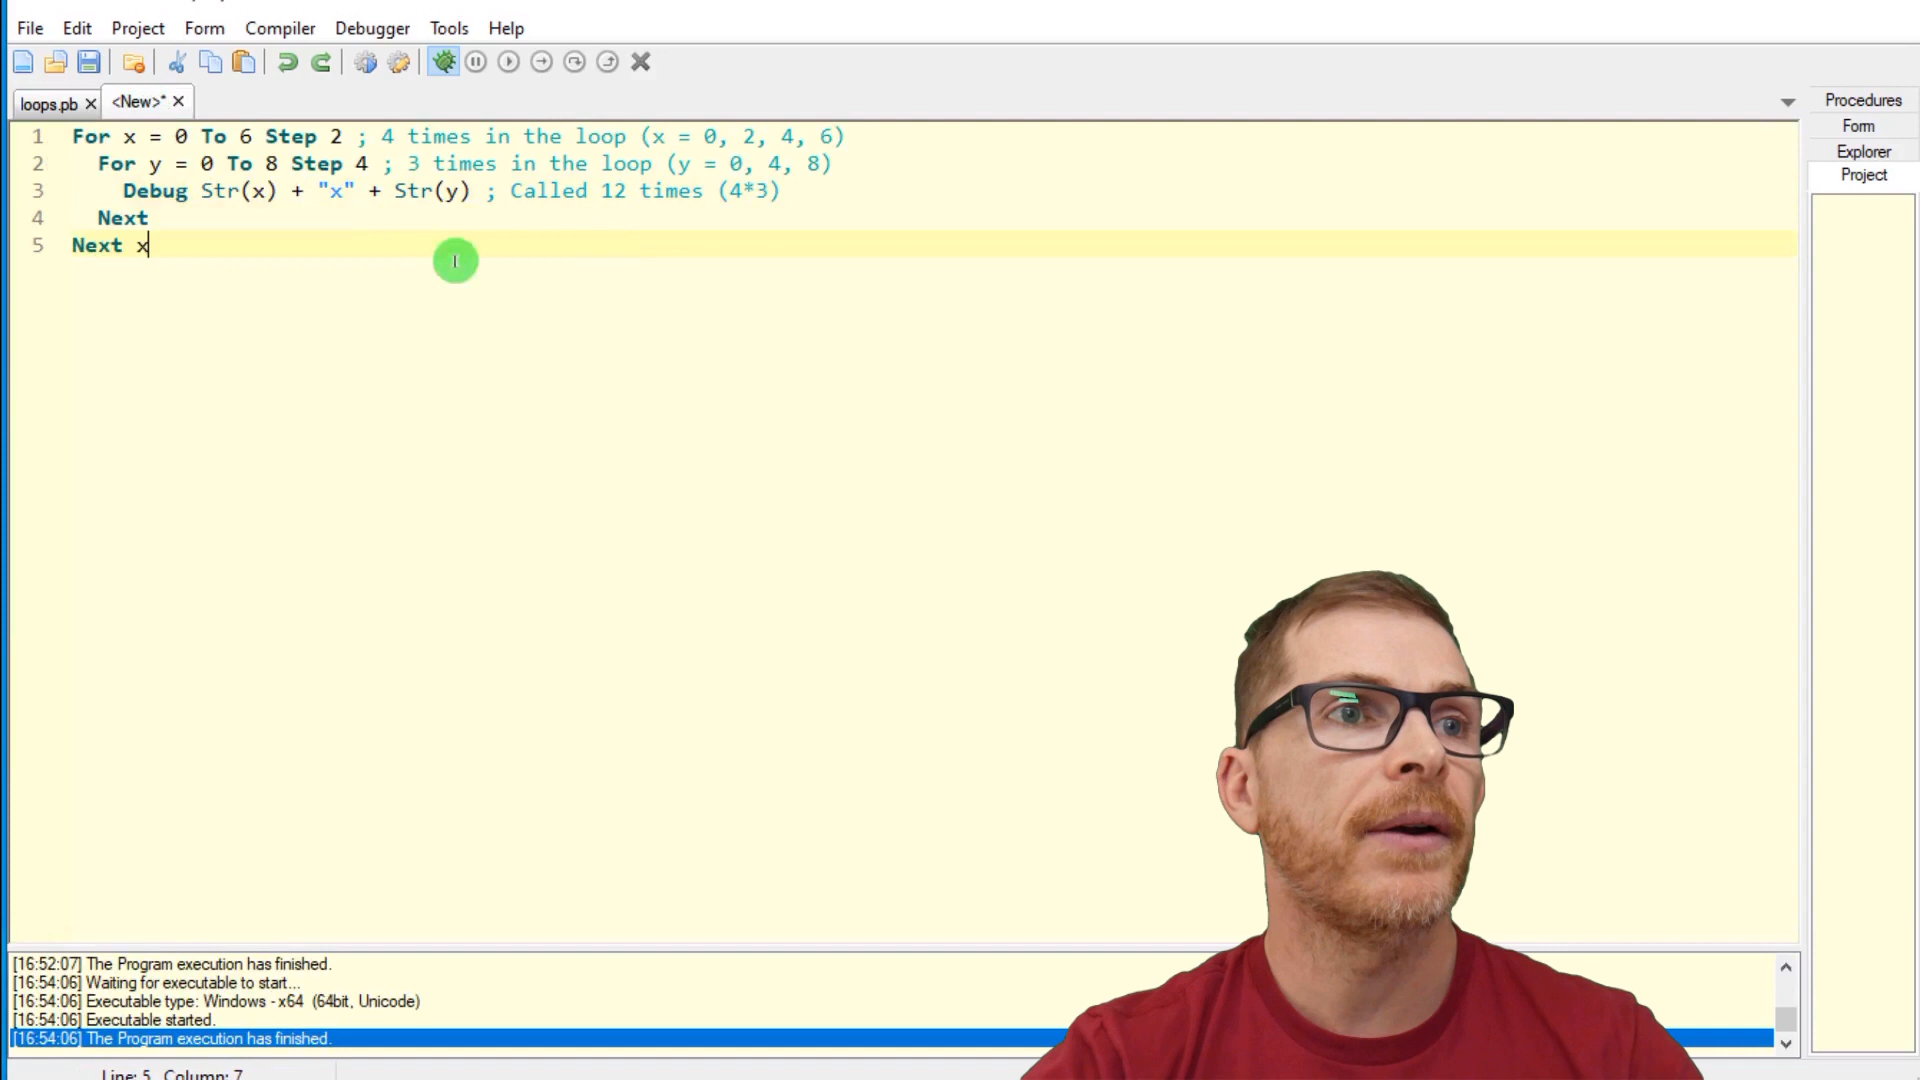 File Edit Project Form Compiler Debugger Tools Help
loops.pb <New>*
Procedures
Form
Explorer
Project
1 For x = 0 To 6 Step 2 ; 4 times in the loop (x = 0, 2, 4, 6)
2 For y = 0 To 8 Step 4 ; 3 times in the loop (y = 0, 4, 8)
3 Debug Str(x) + "x" + Str(y) ; Called 12 times (4*3)
4 Next
5 Next x
[16:52:07] The Program execution has finished.
[16:54:06] Waiting for executable to start...
[16:54:06] Executable type: Windows - x64 (64bit, Unicode)
[16:54:06] Executable started.
[16:54:06] The Program execution has finished.
Line: 5 Column: 7